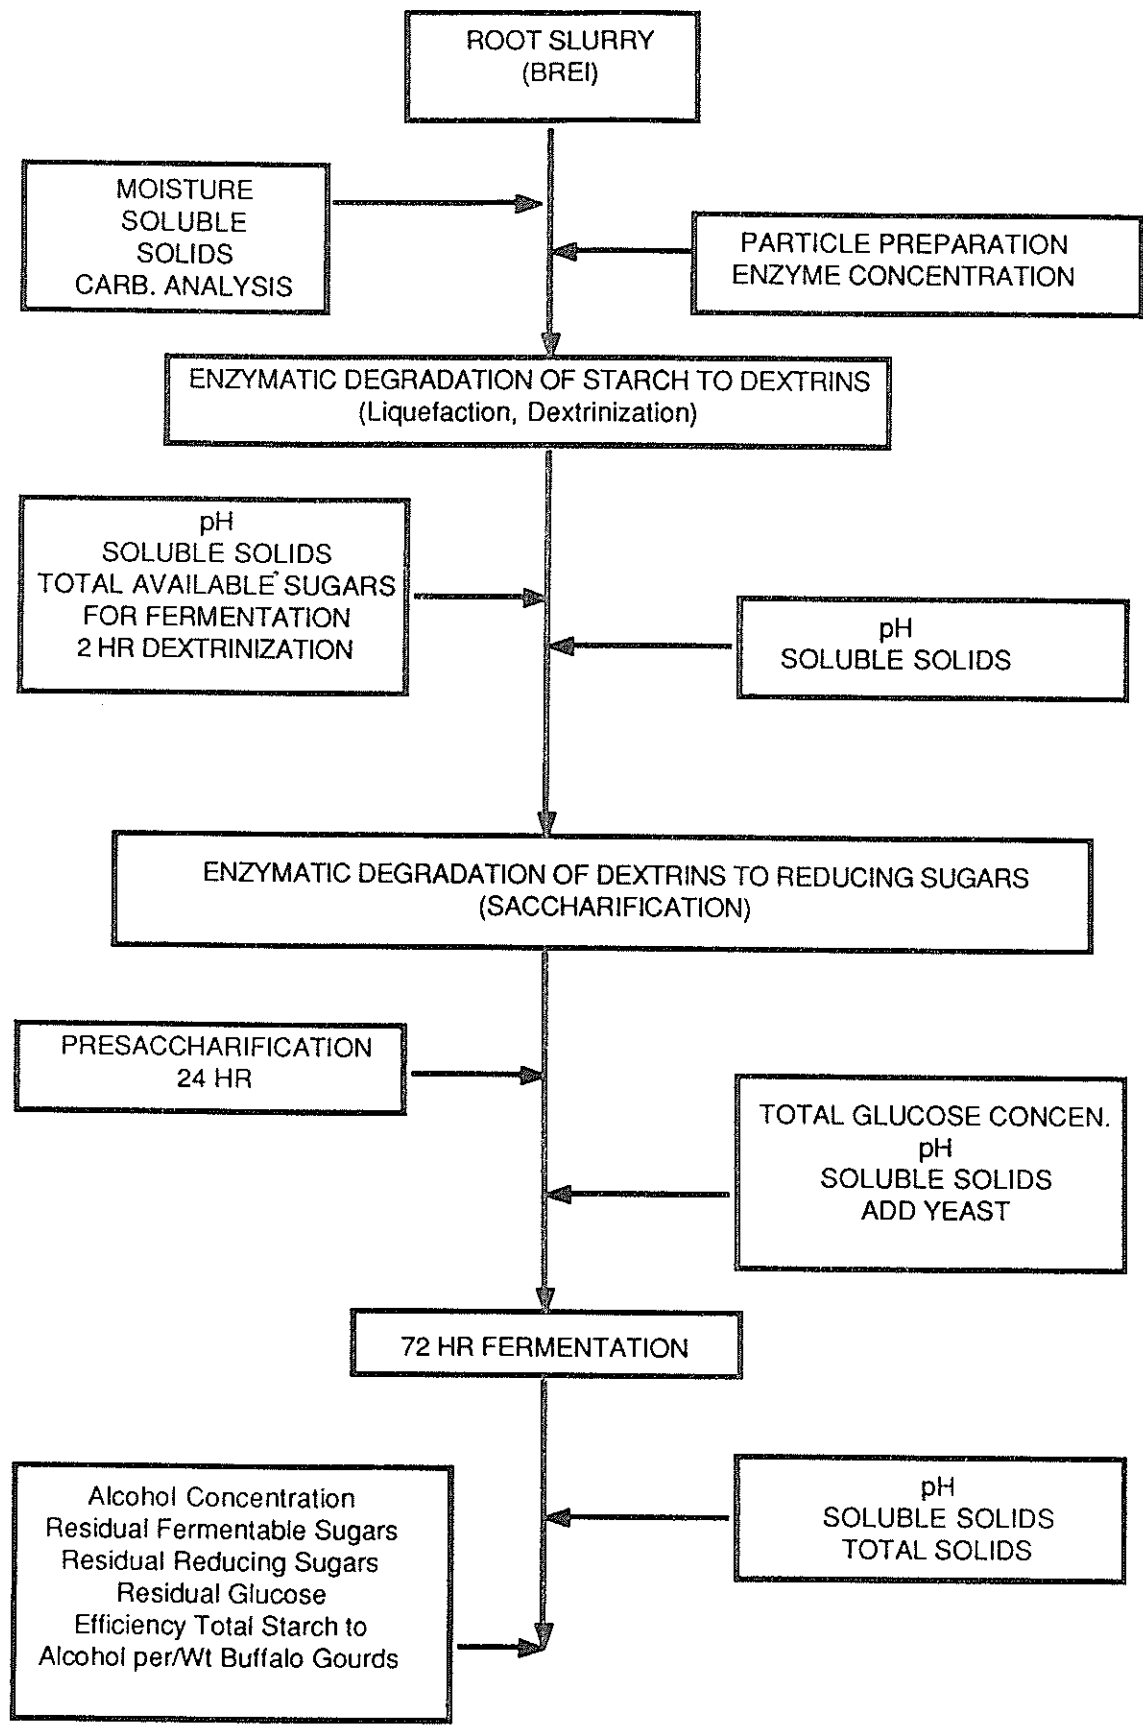 ROOT SLURRY
(BREI)
MOISTURE
SOLUBLE
SOLIDS
CARB. ANALYSIS
PARTICLE PREPARATION
ENZYME CONCENTRATION
ENZYMATIC DEGRADATION OF STARCH TO DEXTRINS
(Liquefaction, Dextrinization)
pH
SOLUBLE SOLIDS
TOTAL AVAILABLE SUGARS
FOR FERMENTATION
2 HR DEXTRINIZATION
pH
SOLUBLE SOLIDS
ENZYMATIC DEGRADATION OF DEXTRINS TO REDUCING SUGARS
(SACCHARIFICATION)
PRESACCHARIFICATION
24 HR
TOTAL GLUCOSE CONCEN.
pH
SOLUBLE SOLIDS
ADD YEAST
72 HR FERMENTATION
Alcohol Concentration
Residual Fermentable Sugars
Residual Reducing Sugars
Residual Glucose
Efficiency Total Starch to
Alcohol per/Wt Buffalo Gourds
pH
SOLUBLE SOLIDS
TOTAL SOLIDS